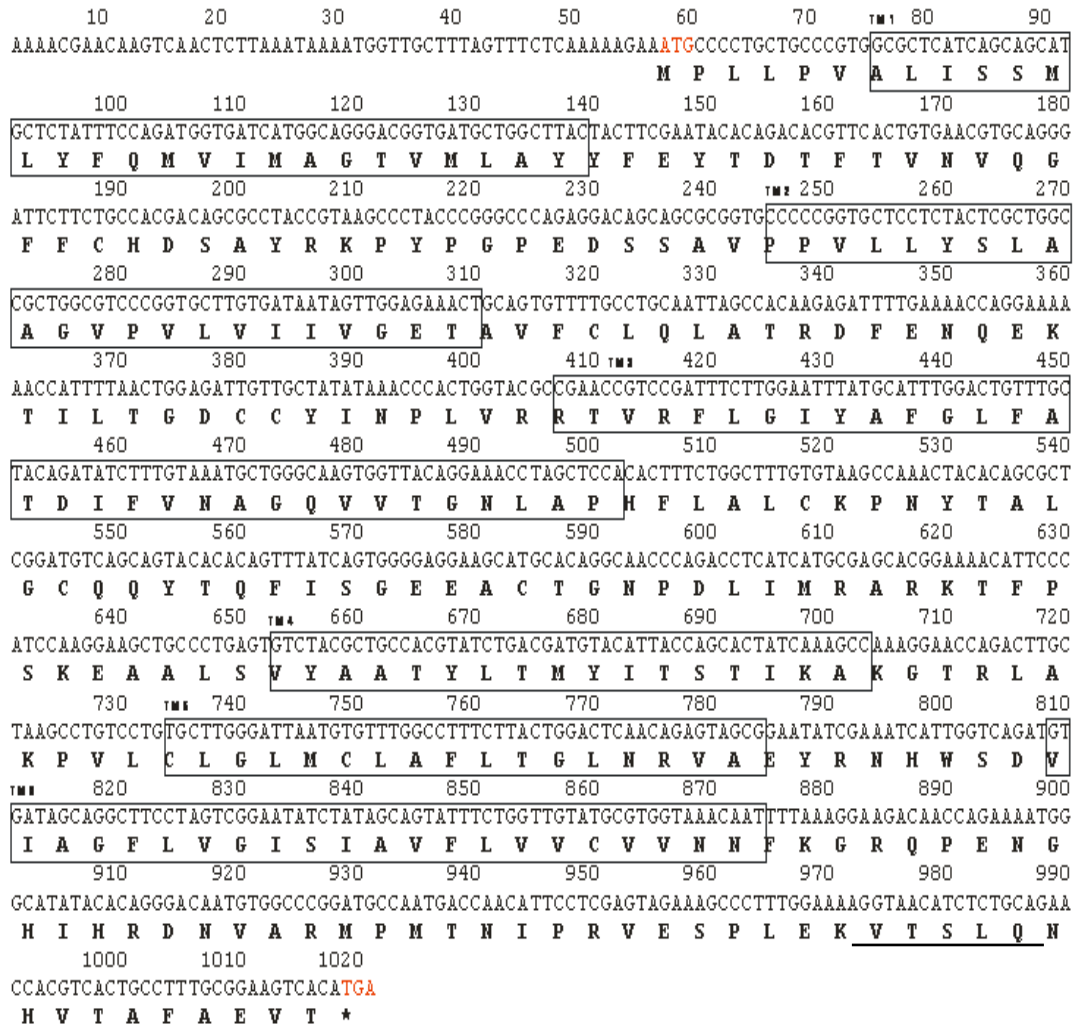 10 20 30 40 50 60 70 TM1 80 90
AAAACGAACAAGTCAACTCTTAAATAAAATGGTTGCTTTAGTTTCTCAAAAAGAAATGCCCCTGCTGCCCGTGGCGCTCATCAGCAGCAT
M P L L P V A L I S S M
100 110 120 130 140 150 160 170 180
GCTCTATTTCCAGATGGTGATCATGGCAGGGACGGTGATGCTGGCTTACTACTTCGAATACACAGACACGTTCACTGTGAACGTGCAGGG
L Y F Q M V I M A G T V M L A Y Y F E Y T D T F T V N V Q G
190 200 210 220 230 240 TM2 250 260 270
ATTCTTCTGCCACGACAGCGCCTACCGTAAGCCCTACCCGGGCCCAGAGGACAGCAGCGCGGTGCCCCCGGTGCTCCTCTACTCGCTGGC
F F C H D S A Y R K P Y P G P E D S S A V P P V L L Y S L A
280 290 300 310 320 330 340 350 360
CGCTGGCGTCCCGGTGCTTGTGATAATAGTTGGAGAAACTGCAGTGTTTTGCCTGCAATTAGCCACAAGAGATTTTGAAAACCAGGAAAA
A G V P V L V I I V G E T A V F C L Q L A T R D F E N Q E K
370 380 390 400 410 TM3 420 430 440 450
AACCATTTTAACTGGAGATTGTTGCTATATAAACCCACTGGTACGCCGAACCGTCCGATTTCTTGGAATTTATGCATTTGGACTGTTTGC
T I L T G D C C Y I N P L V R R T V R F L G I Y A F G L F A
460 470 480 490 500 510 520 530 540
TACAGATATCTTTGTAAATGCTGGGCAAGTGGTTACAGGAAACCTAGCTCCACACTTTCTGGCTTTGTGTAAGCCAAACTACACAGCGCT
T D I F V N A G Q V V T G N L A P H F L A L C K P N Y T A L
550 560 570 580 590 600 610 620 630
CGGATGTCAGCAGTACACACAGTTTATCAGTGGGGAGGAAGCATGCACAGGCAACCCAGACCTCATCATGCGAGCACGGAAAACATTCCC
G C Q Q Y T Q F I S G E E A C T G N P D L I M R A R K T F P
640 650 TM4 660 670 680 690 700 710 720
ATCCAAGGAAGCTGCCCTGAGTGTCTACGCTGCCACGTATCTGACGATGTACATTACCAGCACTATCAAAGCCAAAGGAACCAGACTTGC
S K E A A L S V Y A A T Y L T M Y I T S T I K A K G T R L A
730 TM5 740 750 760 770 780 790 800 810
TAAGCCTGTCCTGTGCTTGGGATTAATGTGTTTGGCCTTTCTTACTGGACTCAACAGAGTAGCGGAATATCGAAATCATTGGTCAGATGT
K P V L C L G L M C L A F L T G L N R V A E Y R N H W S D V
TM6 820 830 840 850 860 870 880 890 900
GATAGCAGGCTTCCTAGTCGGAATATCTATAGCAGTATTTCTGGTTGTATGCGTGGTAAACAATTTTAAAGGAAGACAACCAGAAAATGG
I A G F L V G I S I A V F L V V C V V N N F K G R Q P E N G
910 920 930 940 950 960 970 980 990
GCATATACACAGGGACAATGTGGCCCGGATGCCAATGACCAACATTCCTCGAGTAGAAAGCCCTTTGGAAAAGGTAACATCTCTGCAGAA
H I H R D N V A R M P M T N I P R V E S P L E K V T S L Q N
1000 1010 1020
CCACGTCACTGCCTTTGCGGAAGTCACATGA
H V T A F A E V T *